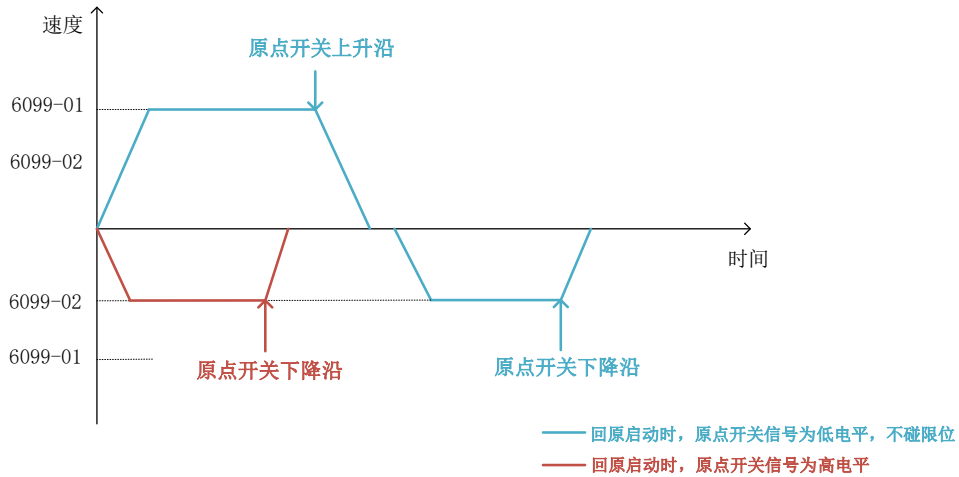 速度
原点开关上升沿
6099-01
6099-02
时间
6099-02
6099-01
原点开关下降沿
原点开关下降沿
回原启动时，原点开关信号为低电平，不碰限位
回原启动时，原点开关信号为高电平